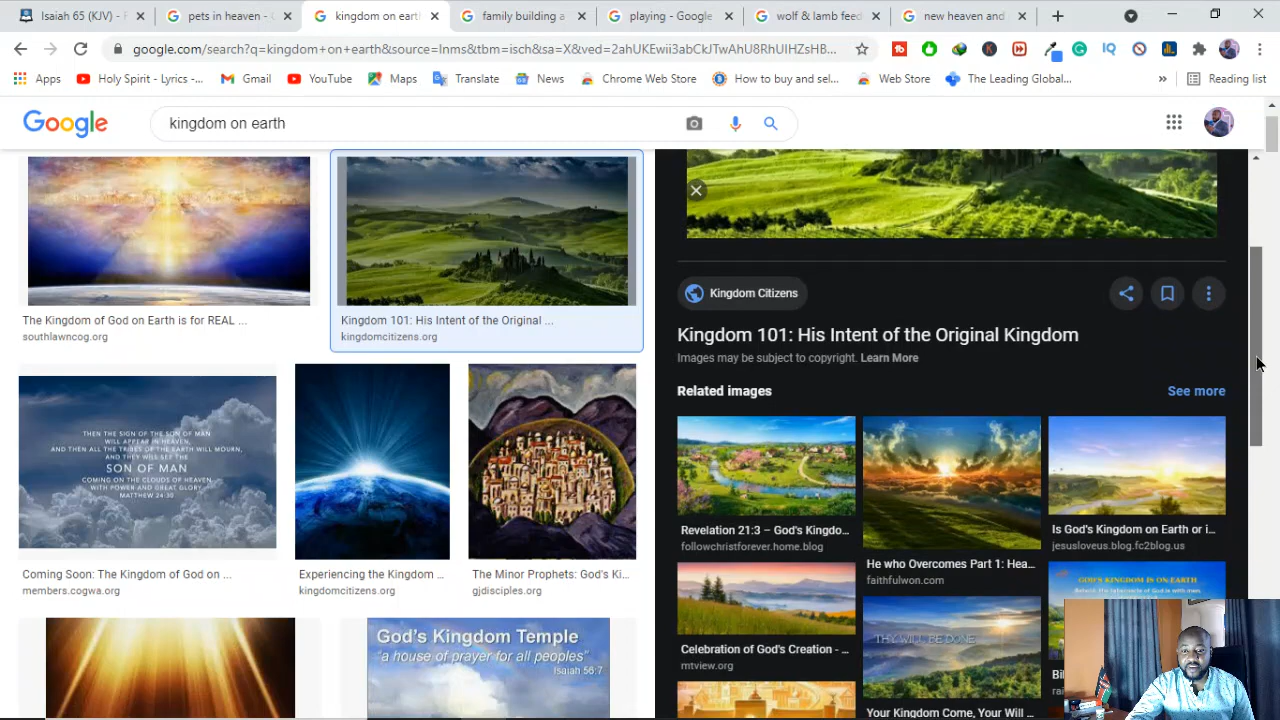 Isaiah 65 (KJV) - F
pets in heaven - G
kingdom on eart
family building a
playing - Google
wolf & lamb feed
new heaven and
google.com/search?q=kingdom+on+earth&source=lnms&tbm=isch&sa=X&ved=2ahUKEwii3abCkJTwAhU8RhUIHZsHB...
Apps
Holy Spirit - Lyrics -...
Gmail
YouTube
Maps
Translate
News
Chrome Web Store
How to buy and sel...
Web Store
The Leading Global...
»
Reading list
Google
kingdom on earth
The Kingdom of God on Earth is for REAL ...
southlawncog.org
Kingdom 101: His Intent of the Original ...
kingdomcitizens.org
THEN THE SIGN OF THE SON OF MAN
WILL APPEAR IN HEAVEN,
AND THEN ALL THE TRIBES OF THE EARTH WILL MOURN,
AND THEY WILL SEE THE
SON OF MAN
COMING ON THE CLOUDS OF HEAVEN
WITH POWER AND GREAT GLORY.
MATTHEW 24:30
Coming Soon: The Kingdom of God on ...
members.cogwa.org
Experiencing the Kingdom ...
kingdomcitizens.org
The Minor Prophets: God's Ki...
gjdisciples.org
God's Kingdom Temple
"a house of prayer for all peoples"
Isaiah 56:7
Kingdom Citizens
Kingdom 101: His Intent of the Original Kingdom
Images may be subject to copyright. Learn More
Related images
See more
Revelation 21:3 – God's Kingdo...
followchristforever.home.blog
He who Overcomes Part 1: Hea...
faithfulwon.com
Is God's Kingdom on Earth or i...
jesusloveus.blog.fc2blog.us
Celebration of God's Creation - ...
mtview.org
THY WILL BE DONE
Your Kingdom Come, Your Will ...
GOD'S KINGDOM IS ON EARTH
Bil
rai